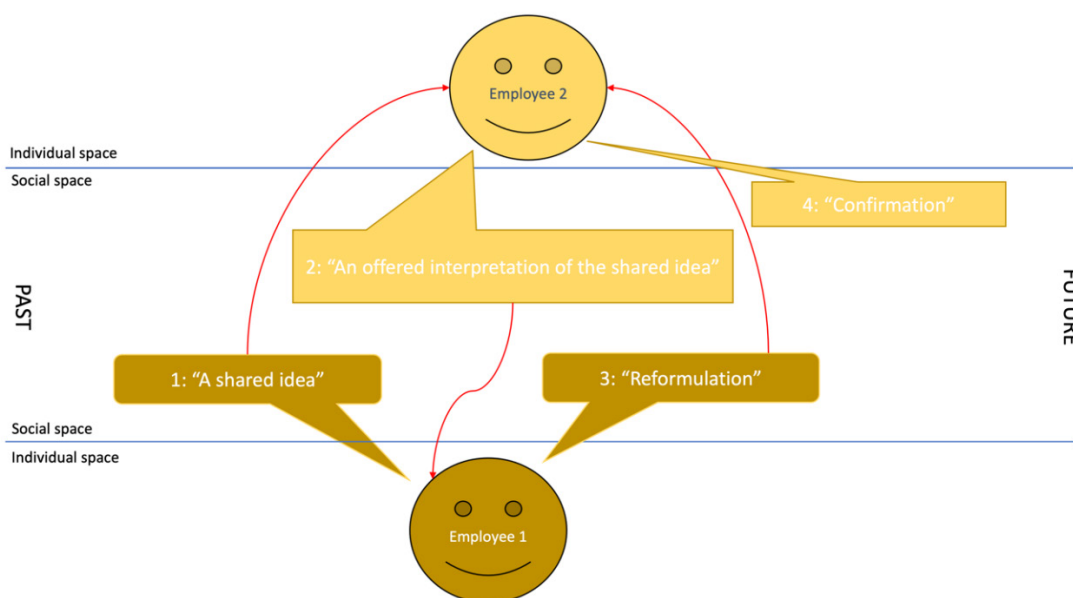 Employee 2
Individual space
Social space
4: “Confirmation”
2: “An offered interpretation of the shared idea”
PAST
FUTURE
1: “A shared idea”
3: “Reformulation”
Social space
Individual space
Employee 1